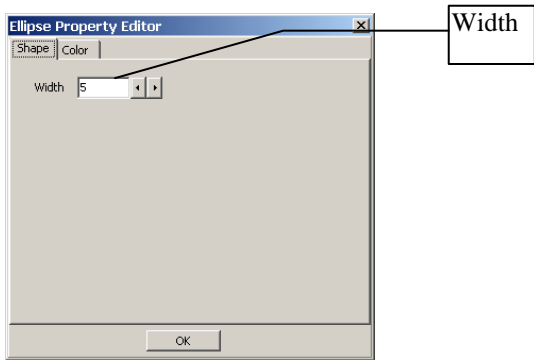 Ellipse Property Editor
Width
Shape Color
Width 5
OK